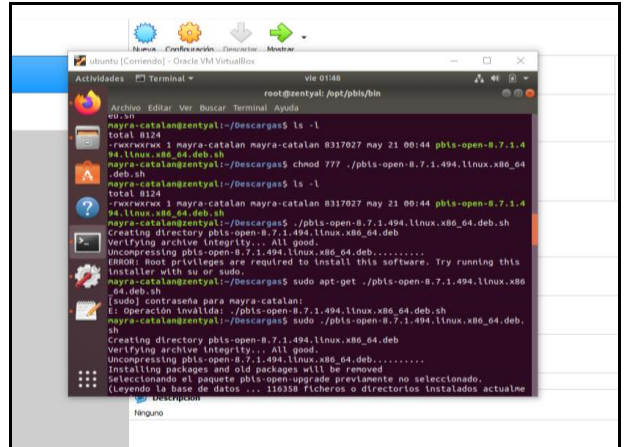 Nueva Configuración Descartar Mostrar
ubuntu [Corriendo] - Oracle VM VirtualBox
Actividades Terminal vie 01:48
root@zentyal: /opt/pbis/bin
Archivo Editar Ver Buscar Terminal Ayuda
eb.sh
mayra-catalan@zentyal:~/Descargas$ ls -l
total 8124
-rwxrwxrwx 1 mayra-catalan mayra-catalan 8317027 may 21 00:44 pbis-open-8.7.1.4
94.linux.x86_64.deb.sh
mayra-catalan@zentyal:~/Descargas$ chmod 777 ./pbis-open-8.7.1.494.linux.x86_64
.deb.sh
mayra-catalan@zentyal:~/Descargas$ ls -l
total 8124
-rwxrwxrwx 1 mayra-catalan mayra-catalan 8317027 may 21 00:44 pbis-open-8.7.1.4
94.linux.x86_64.deb.sh
mayra-catalan@zentyal:~/Descargas$ ./pbis-open-8.7.1.494.linux.x86_64.deb.sh
Creating directory pbis-open-8.7.1.494.linux.x86_64.deb
Verifying archive integrity... All good.
Uncompressing pbis-open-8.7.1.494.linux.x86_64.deb..........
ERROR: Root privileges are required to install this software. Try running this
installer with su or sudo.
mayra-catalan@zentyal:~/Descargas$ sudo apt-get ./pbis-open-8.7.1.494.linux.x86
_64.deb.sh
[sudo] contraseña para mayra-catalan:
E: Operación inválida: ./pbis-open-8.7.1.494.linux.x86_64.deb.sh
mayra-catalan@zentyal:~/Descargas$ sudo ./pbis-open-8.7.1.494.linux.x86_64.deb.
sh
Creating directory pbis-open-8.7.1.494.linux.x86_64.deb
Verifying archive integrity... All good.
Uncompressing pbis-open-8.7.1.494.linux.x86_64.deb..........
Installing packages and old packages will be removed
Seleccionando el paquete pbis-open-upgrade previamente no seleccionado.
(Leyendo la base de datos ... 116358 ficheros o directorios instalados actualme
Descripción
Ninguno